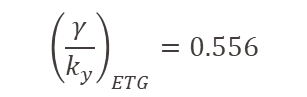 (γ/k_y)_ETG = 0.556